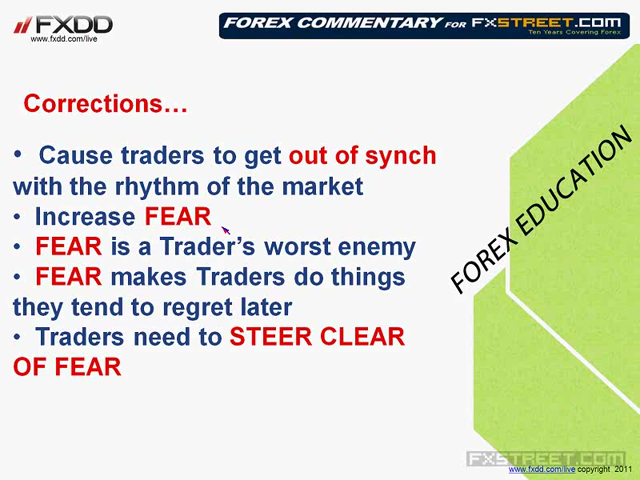 FXDD
www.fxdd.com/live
FOREX COMMENTARY FOR FXSTREET.COM
Ten Years Covering Forex
Corrections…
• Cause traders to get out of synch
with the rhythm of the market
• Increase FEAR
• FEAR is a Trader’s worst enemy
• FEAR makes Traders do things
they tend to regret later
• Traders need to STEER CLEAR
OF FEAR
FOREX EDUCATION
FXSTREET.COM
www.fxdd.com/live copyright 2011